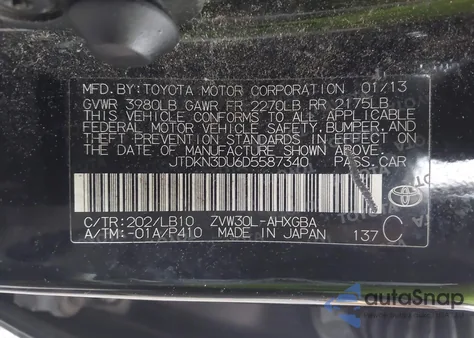 MFD.BY:TOYOTA MOTOR CORPORATION 01/13
GVWR 3980LB GAWR FR 2270LB RR 2175LB
THIS VEHICLE CONFORMS TO ALL APPLICABLE
FEDERAL MOTOR VEHICLE SAFETY, BUMPER, AND
THEFT PREVENTION STANDARDS IN EFFECT ON
THE DATE OF MANUFACTURE SHOWN ABOVE.
JTDKN3DU6D5587340 PASS.CAR
C/TR:202/LB10 ZVW30L-AHXGBA
A/TM:-01A/P410 MADE IN JAPAN 137 C
autoSnap